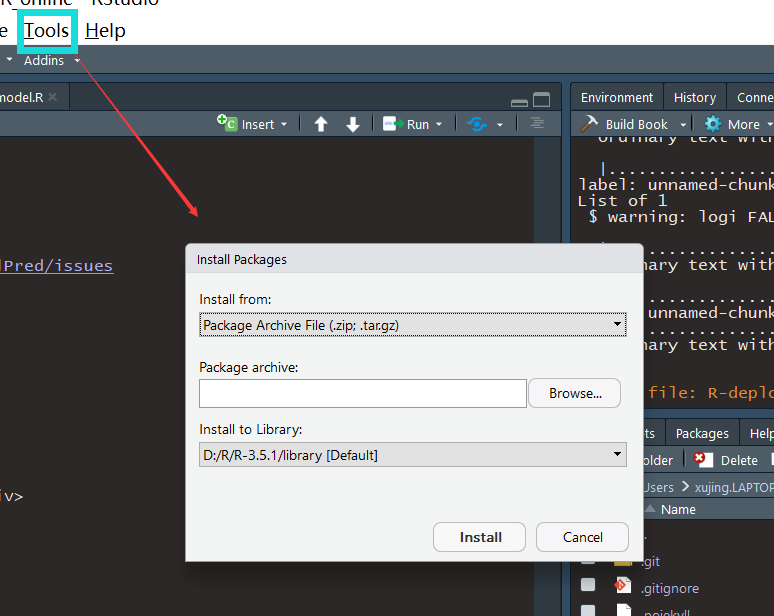 R_online RStudio
e Tools Help
Addins
model.R
Insert Run
lPred/issues
iv>
Install Packages
Install from:
Package Archive File (.zip; .tar.gz)
Package archive:
Browse...
Install to Library:
D:/R/R-3.5.1/library [Default]
Install Cancel
Environment History Conne
Build Book More
ordinary text with
|................
label: unnamed-chunk
List of 1
$ warning: logi FAL
................
nary text with
................
unnamed-chunk
................
nary text with
file: R-deplo
ts Packages Help
older Delete
Users xujing.LAPTOP
Name
.
.git
.gitignore
.nojekyll